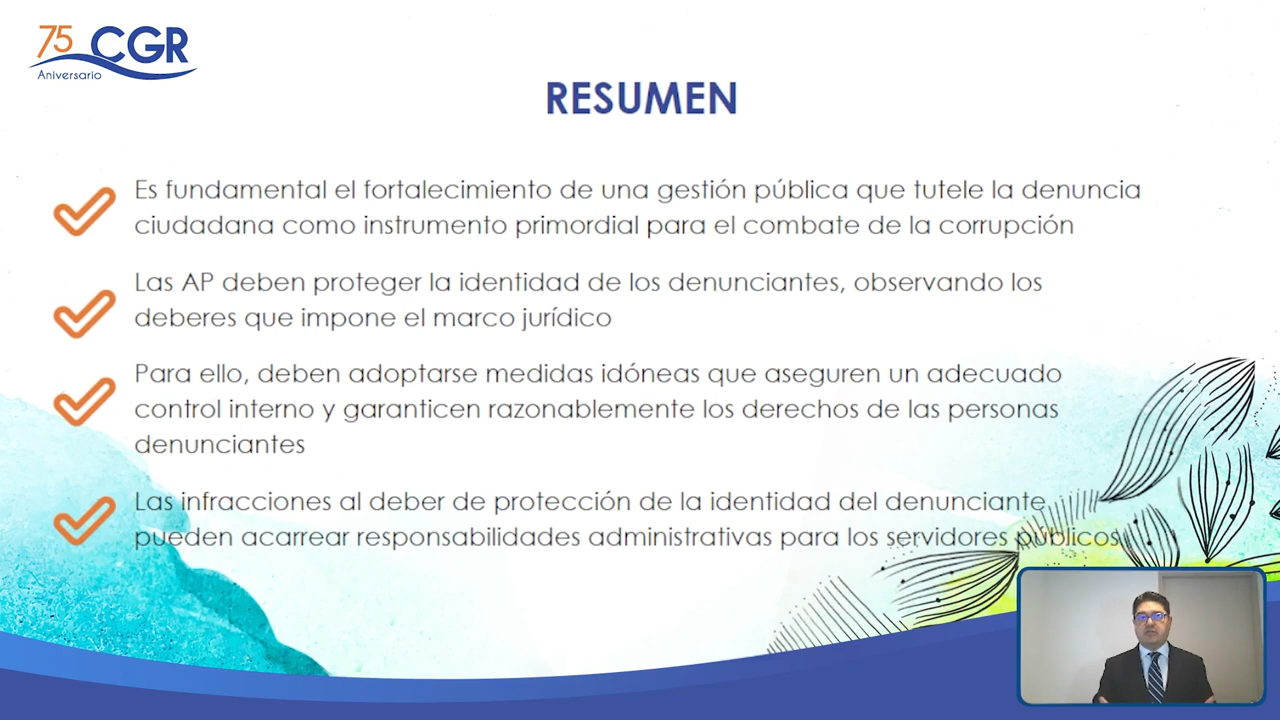 75 CGR
Aniversario
RESUMEN
Es fundamental el fortalecimiento de una gestión pública que tutele la denuncia
ciudadana como instrumento primordial para el combate de la corrupción
Las AP deben proteger la identidad de los denunciantes, observando los
deberes que impone el marco jurídico
Para ello, deben adoptarse medidas idóneas que aseguren un adecuado
control interno y garanticen razonablemente los derechos de las personas
denunciantes
Las infracciones al deber de protección de la identidad del denunciante
pueden acarrear responsabilidades administrativas para los servidores públicos